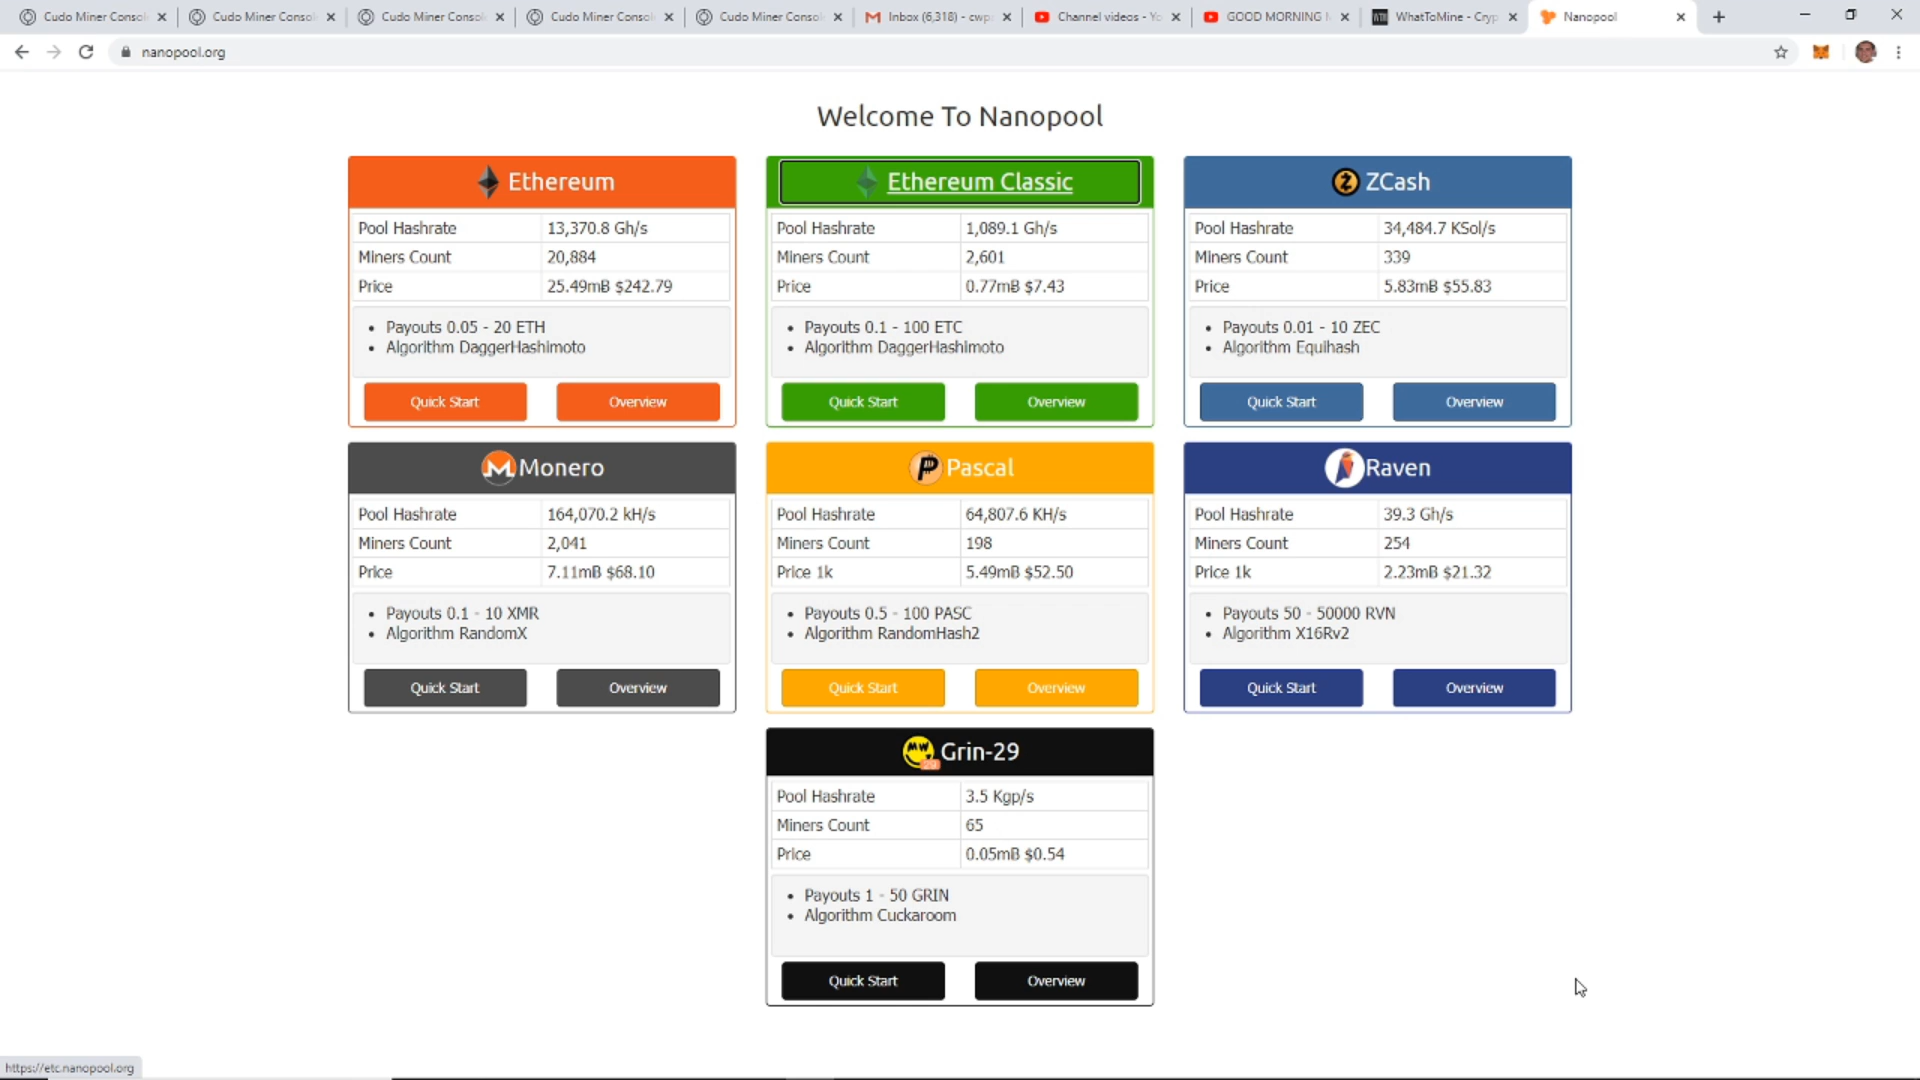 Cudo Miner Conso
Cudo Miner Conso
Cudo Miner Conso
Cudo Miner Conso
Cudo Miner Conso
Inbox (6,318) - cwp
Channel videos - Yo
GOOD MORNING
WhatToMine - Cryp
Nanopool
nanopool.org
Welcome To Nanopool
Ethereum
Pool Hashrate 13,370.8 Gh/s
Miners Count 20,884
Price 25.49mB $242.79
• Payouts 0.05 - 20 ETH
• Algorithm DaggerHashimoto
Quick Start Overview
Ethereum Classic
Pool Hashrate 1,089.1 Gh/s
Miners Count 2,601
Price 0.77mB $7.43
• Payouts 0.1 - 100 ETC
• Algorithm DaggerHashimoto
Quick Start Overview
ZCash
Pool Hashrate 34,484.7 KSol/s
Miners Count 339
Price 5.83mB $55.83
• Payouts 0.01 - 10 ZEC
• Algorithm Equihash
Quick Start Overview
Monero
Pool Hashrate 164,070.2 kH/s
Miners Count 2,041
Price 7.11mB $68.10
• Payouts 0.1 - 10 XMR
• Algorithm RandomX
Quick Start Overview
Pascal
Pool Hashrate 64,807.6 KH/s
Miners Count 198
Price 1k 5.49mB $52.50
• Payouts 0.5 - 100 PASC
• Algorithm RandomHash2
Quick Start Overview
Raven
Pool Hashrate 39.3 Gh/s
Miners Count 254
Price 1k 2.23mB $21.32
• Payouts 50 - 50000 RVN
• Algorithm X16Rv2
Quick Start Overview
Grin-29
Pool Hashrate 3.5 Kgp/s
Miners Count 65
Price 0.05mB $0.54
• Payouts 1 - 50 GRIN
• Algorithm Cuckaroom
Quick Start Overview
https://etc.nanopool.org